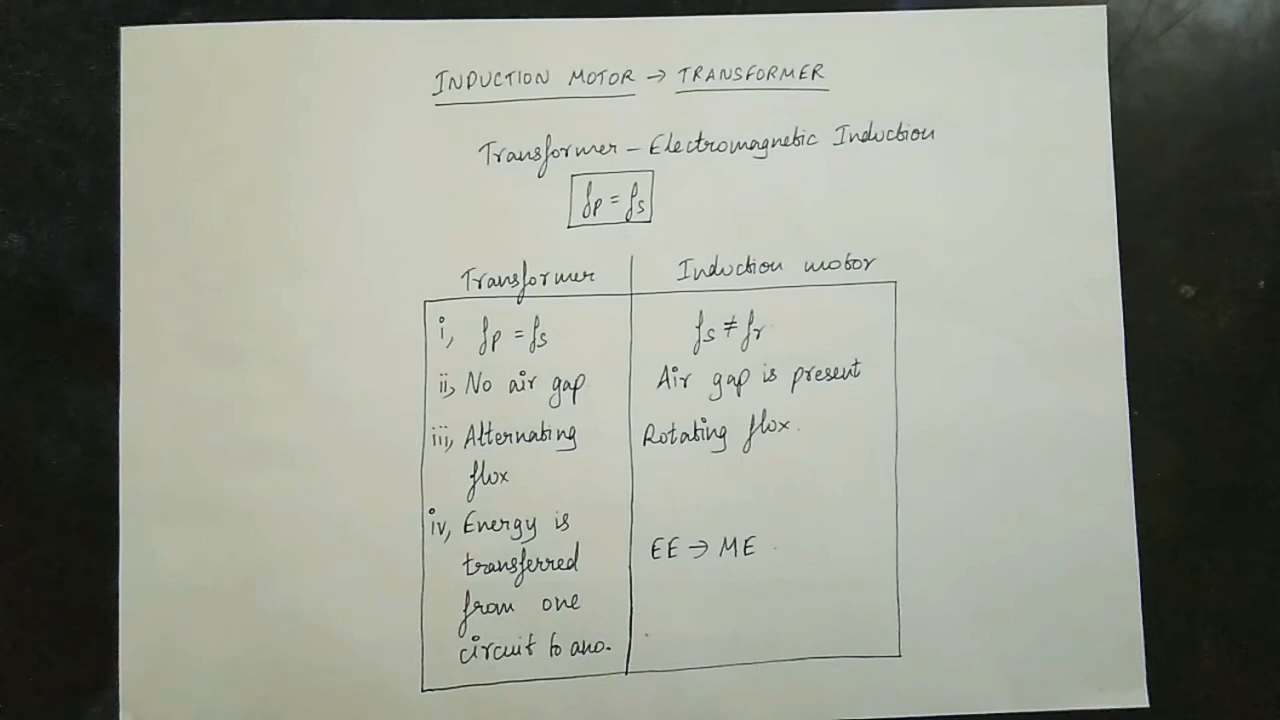 INDUCTION MOTOR → TRANSFORMER
Transformer – Electromagnetic Induction
fp = fs
Transformer
Induction motor
i, fp = fs
fs ≠ fr
ii, No air gap
Air gap is present
iii, Alternating
Rotating flux.
flux
iv, Energy is
EE → ME
transferred
from one
circuit to ano.